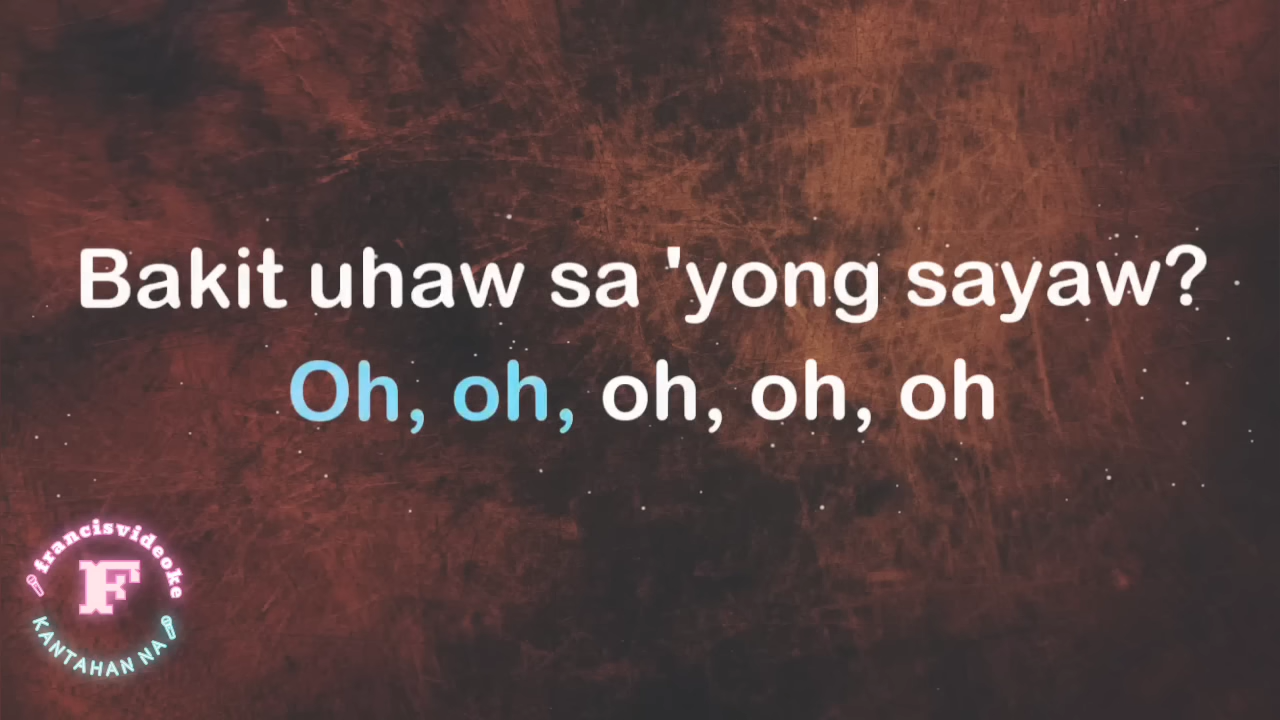 Bakit uhaw sa 'yong sayaw?
Oh, oh, oh, oh, oh
francisvideoke
F
KANTAHAN NA